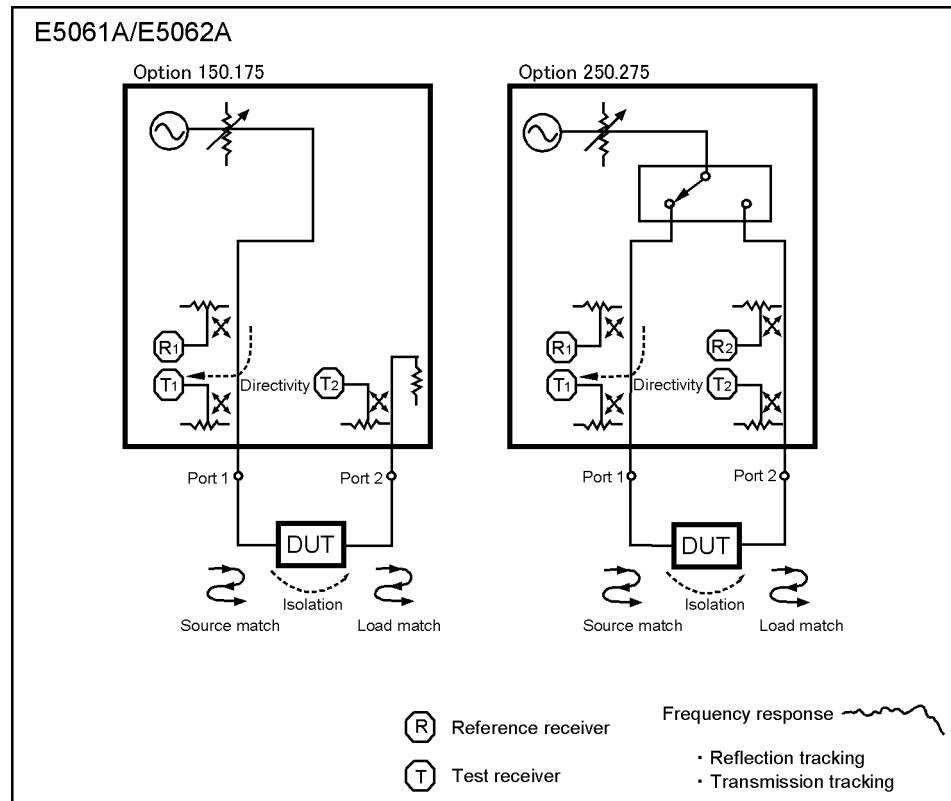 E5061A/E5062A
Option 150.175
R1
T1
Directivity
T2
Port 1
Port 2
DUT
Isolation
Source match
Load match
Option 250.275
R1
R2
T1
Directivity
T2
Port 1
Port 2
DUT
Isolation
Source match
Load match
R Reference receiver
T Test receiver
Frequency response
· Reflection tracking
· Transmission tracking